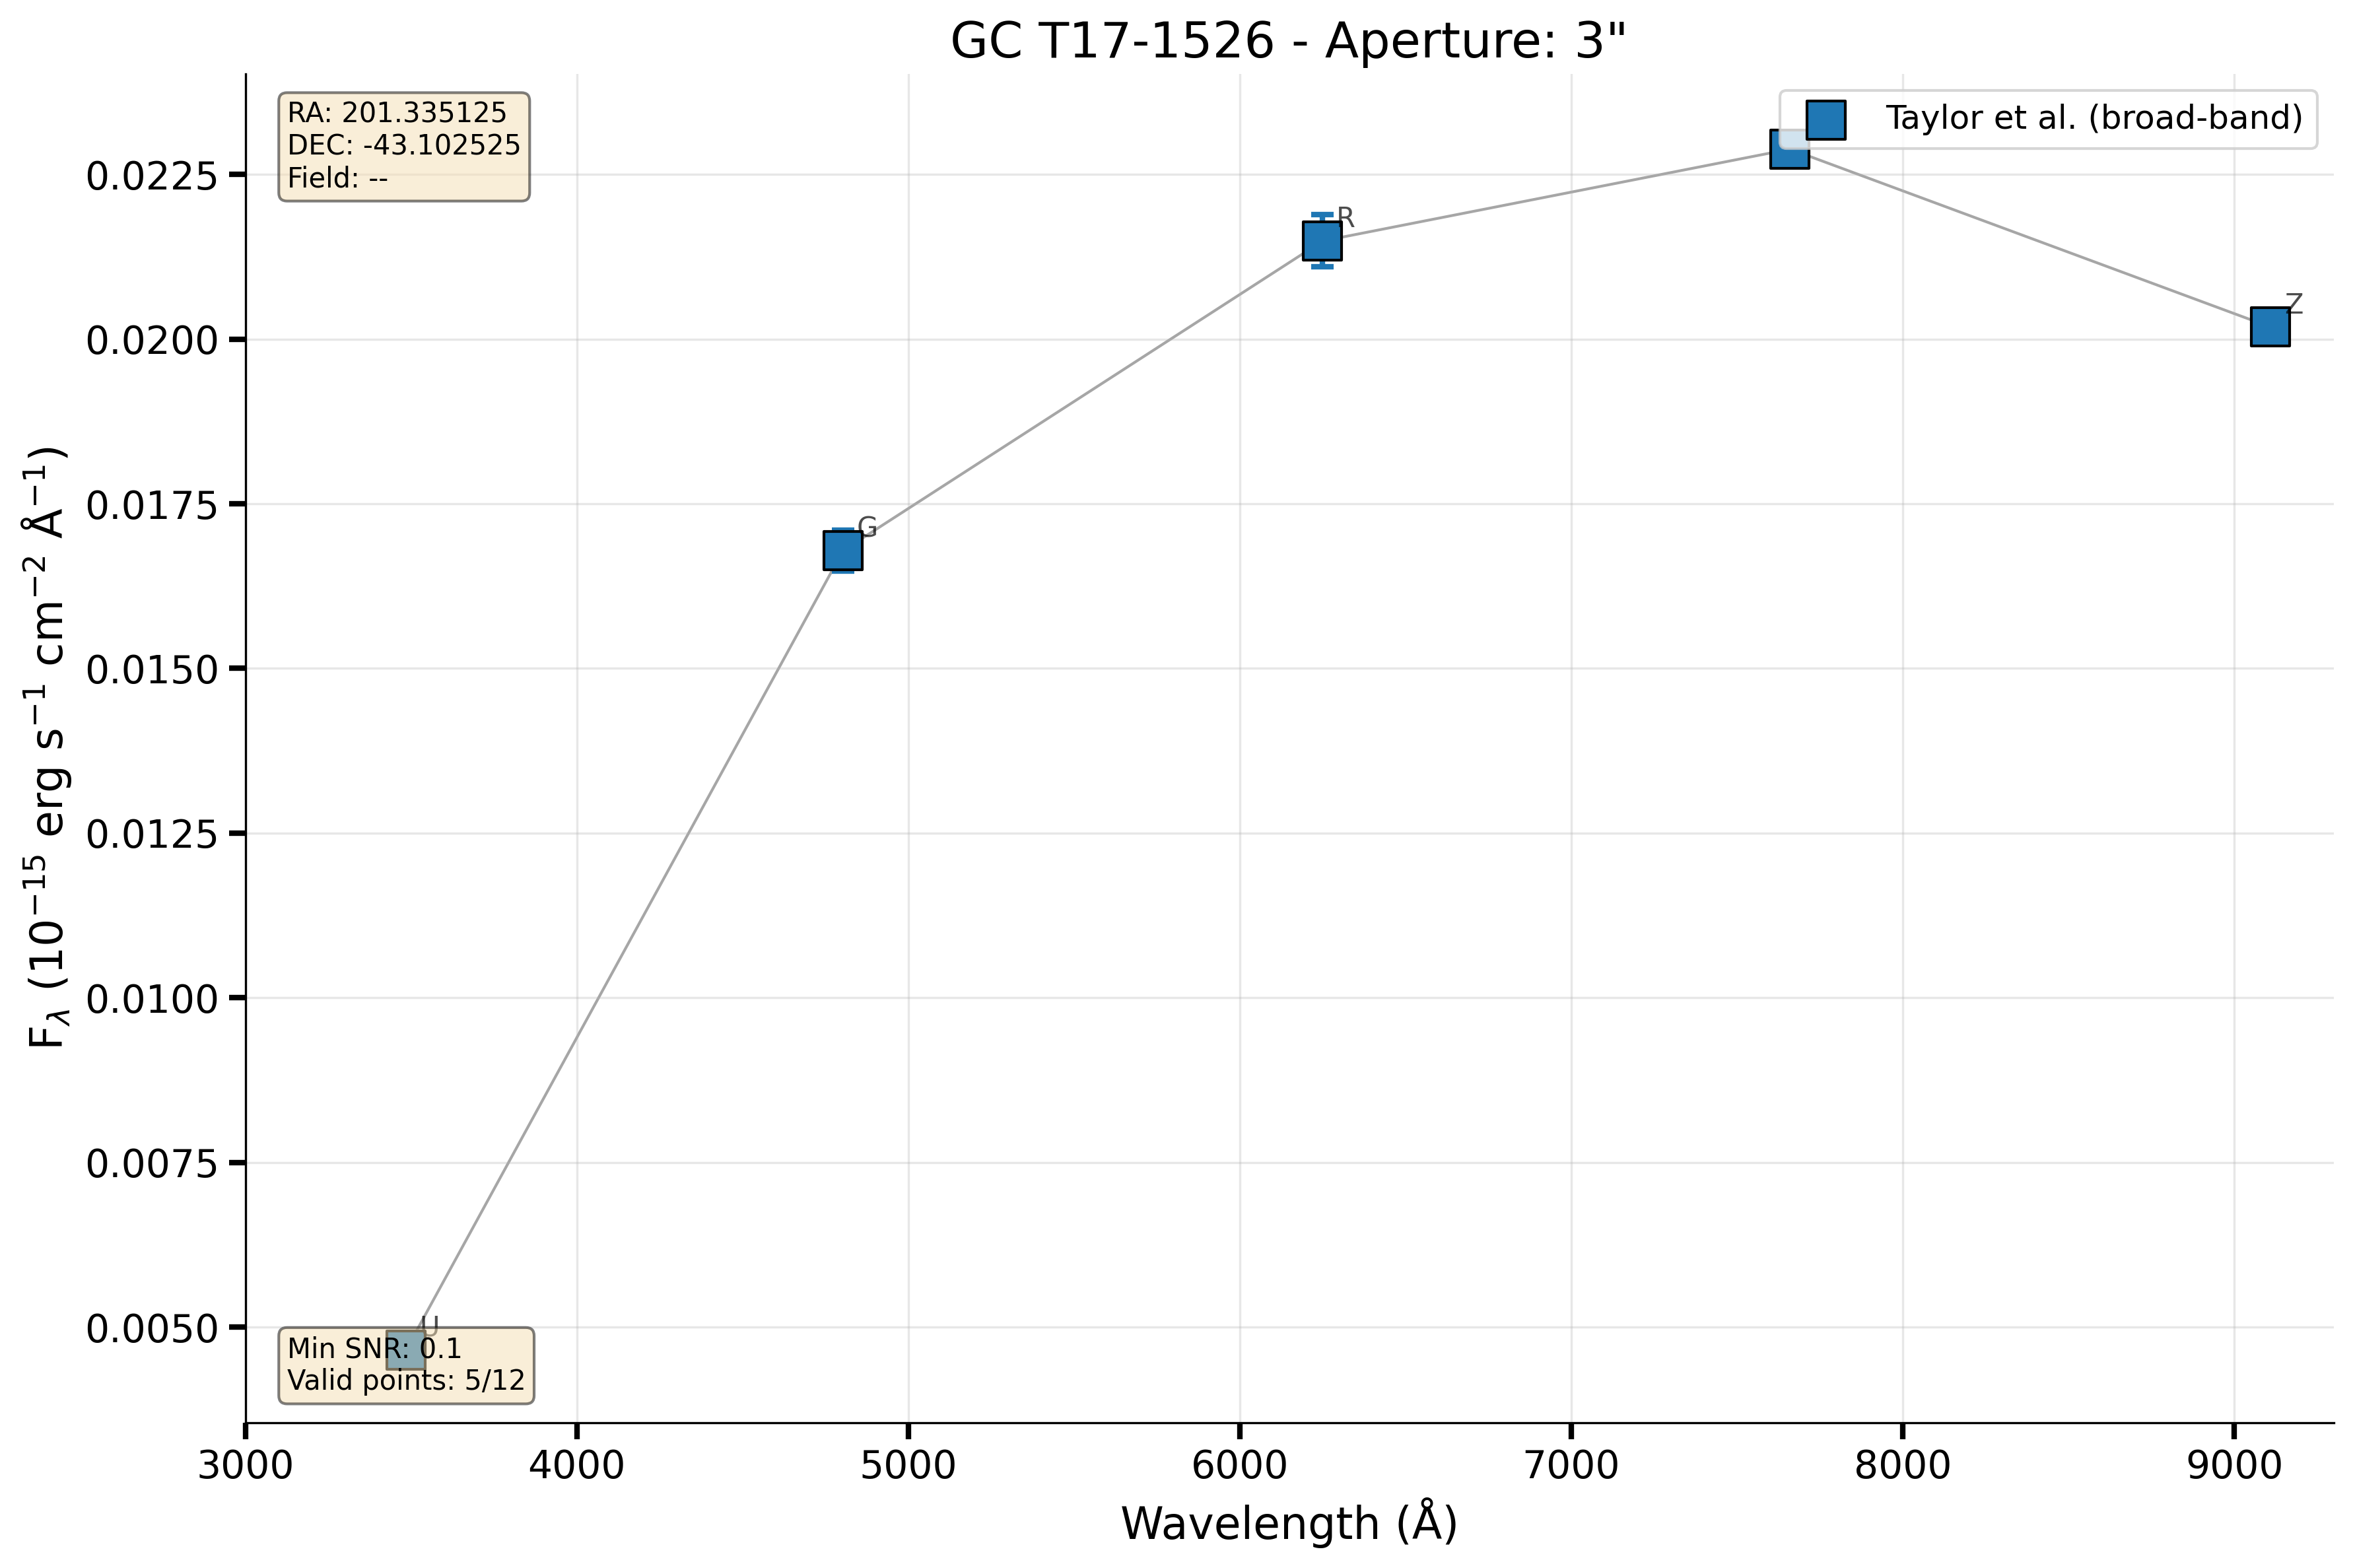 GC T17-1526 - Aperture: 3"
RA: 201.335125
DEC: -43.102525
Field: --
Taylor et al. (broad-band)
0.0225
0.0200
0.0175
0.0150
0.0125
0.0100
0.0075
0.0050
F_λ (10⁻¹⁵ erg s⁻¹ cm⁻² Å⁻¹)
R
Z
G
U
Min SNR: 0.1
Valid points: 5/12
3000 4000 5000 6000 7000 8000 9000
Wavelength (Å)